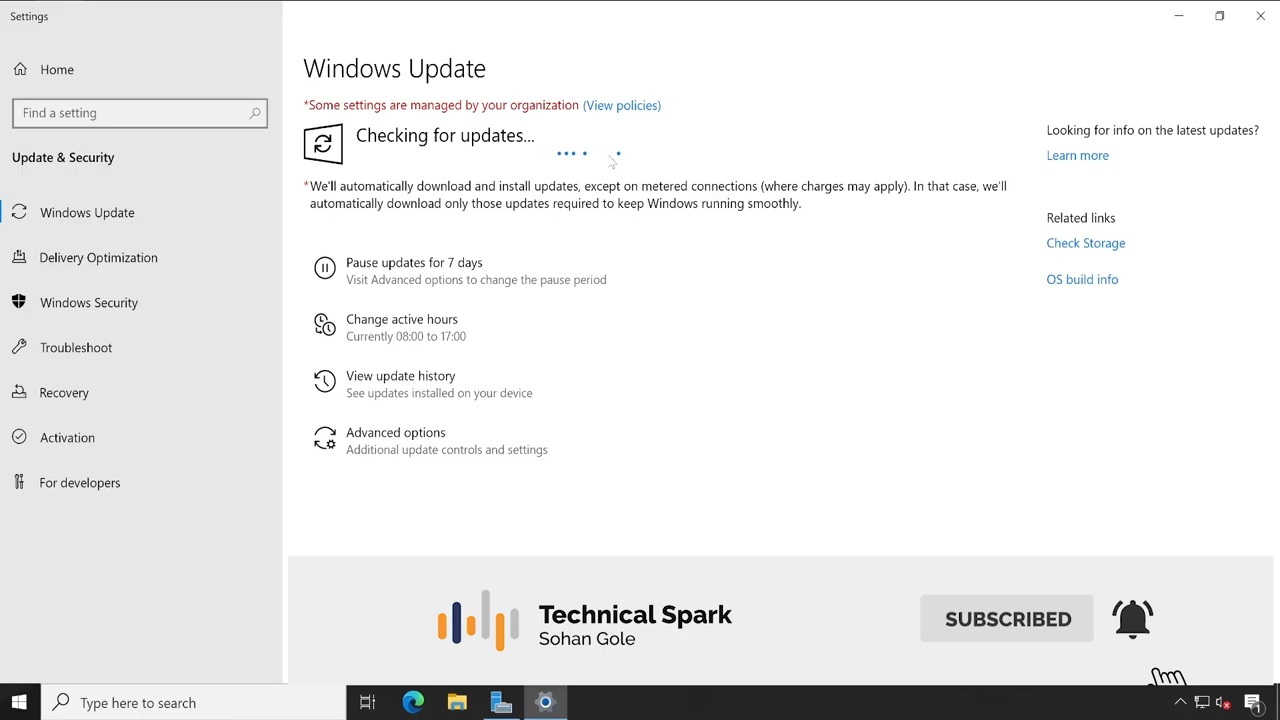 Settings
Home
Find a setting
Update & Security
Windows Update
Delivery Optimization
Windows Security
Troubleshoot
Recovery
Activation
For developers
Windows Update
*Some settings are managed by your organization (View policies)
Checking for updates...
*We'll automatically download and install updates, except on metered connections (where charges may apply). In that case, we'll
automatically download only those updates required to keep Windows running smoothly.
Pause updates for 7 days
Visit Advanced options to change the pause period
Change active hours
Currently 08:00 to 17:00
View update history
See updates installed on your device
Advanced options
Additional update controls and settings
Looking for info on the latest updates?
Learn more
Related links
Check Storage
OS build info
Technical Spark
Sohan Gole
SUBSCRIBED
Type here to search
1